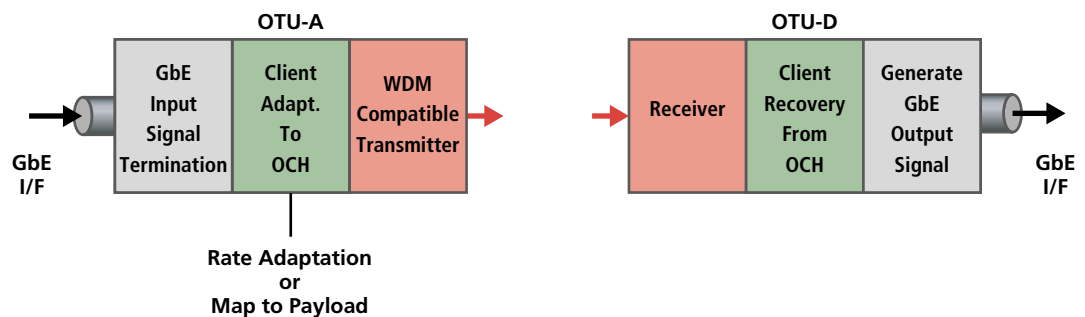 OTU-A
GbE
Input
Signal
Termination
Client
Adapt.
To
OCH
WDM
Compatible
Transmitter
GbE
I/F
Rate Adaptation
or
Map to Payload
OTU-D
Receiver
Client
Recovery
From
OCH
Generate
GbE
Output
Signal
GbE
I/F